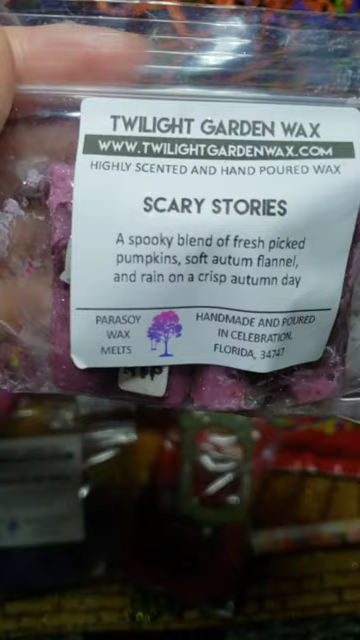 TWILIGHT GARDEN WAX
WWW.TWILIGHTGARDENWAX.COM
HIGHLY SCENTED AND HAND POURED WAX
SCARY STORIES
A spooky blend of fresh picked
pumpkins, soft autum flannel,
and rain on a crisp autumn day
PARASOY
WAX
MELTS
HANDMADE AND POURED
IN CELEBRATION,
FLORIDA, 34747